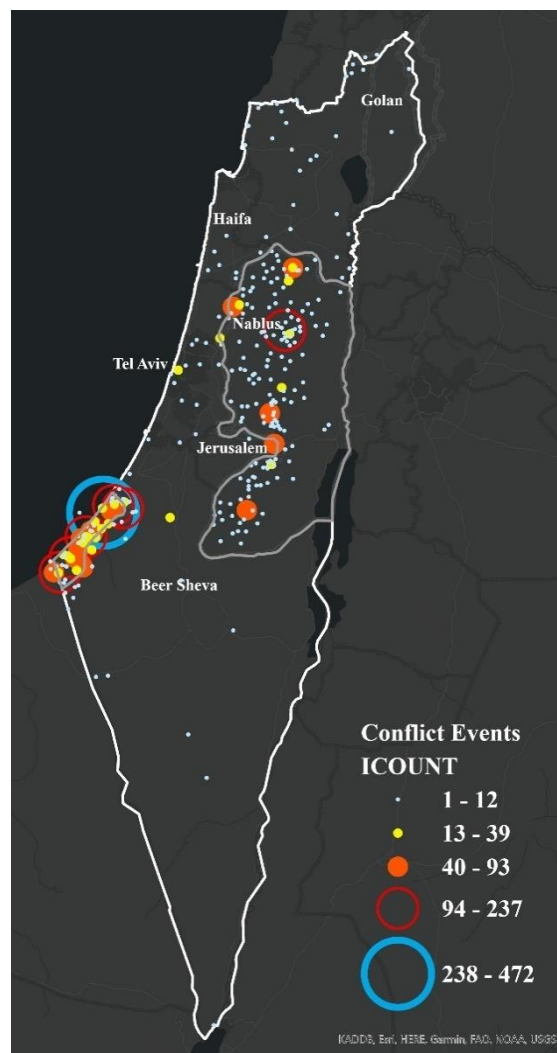 Golan
Haifa
Nablus
Tel Aviv
Jerusalem
Beer Sheva
Conflict Events
ICOUNT
1 - 12
13 - 39
40 - 93
94 - 237
238 - 472
KADDB, Esri, HERE, Garmin, FAO, NOAA, USGS